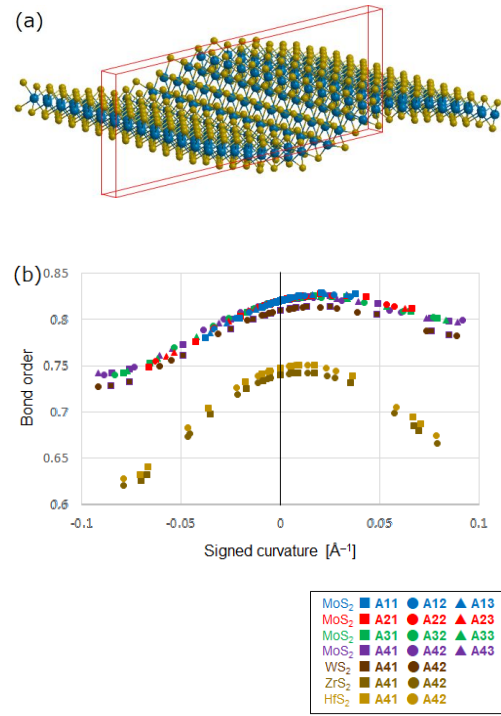 (a)
(b)
0.85
0.8
0.75
0.7
0.65
0.6
Bond order
-0.1 -0.05 0 0.05 0.1
Signed curvature [Å⁻¹]
MoS₂ A11 A12 A13
MoS₂ A21 A22 A23
MoS₂ A31 A32 A33
MoS₂ A41 A42 A43
WS₂ A41 A42
ZrS₂ A41 A42
HfS₂ A41 A42